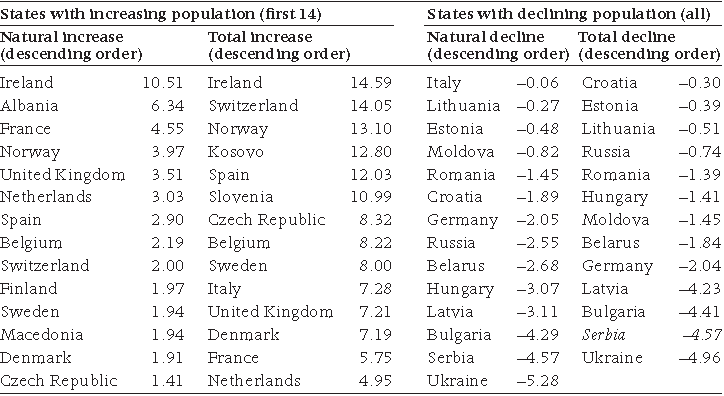 States with increasing population (first 14) States with declining population (all)
Natural increase Total increase Natural decline Total decline
(descending order) (descending order) (descending order) (descending order)
Ireland 10.51 Ireland 14.59 Italy –0.06 Croatia –0.30
Albania 6.34 Switzerland 14.05 Lithuania –0.27 Estonia –0.39
France 4.55 Norway 13.10 Estonia –0.48 Lithuania –0.51
Norway 3.97 Kosovo 12.80 Moldova –0.82 Russia –0.74
United Kingdom 3.51 Spain 12.03 Romania –1.45 Romania –1.39
Netherlands 3.03 Slovenia 10.99 Croatia –1.89 Hungary –1.41
Spain 2.90 Czech Republic 8.32 Germany –2.05 Moldova –1.45
Belgium 2.19 Belgium 8.22 Russia –2.55 Belarus –1.84
Switzerland 2.00 Sweden 8.00 Belarus –2.68 Germany –2.04
Finland 1.97 Italy 7.28 Hungary –3.07 Latvia –4.23
Sweden 1.94 United Kingdom 7.21 Latvia –3.11 Bulgaria –4.41
Macedonia 1.94 Denmark 7.19 Bulgaria –4.29 Serbia –4.57
Denmark 1.91 France 5.75 Serbia –4.57 Ukraine –4.96
Czech Republic 1.41 Netherlands 4.95 Ukraine –5.28